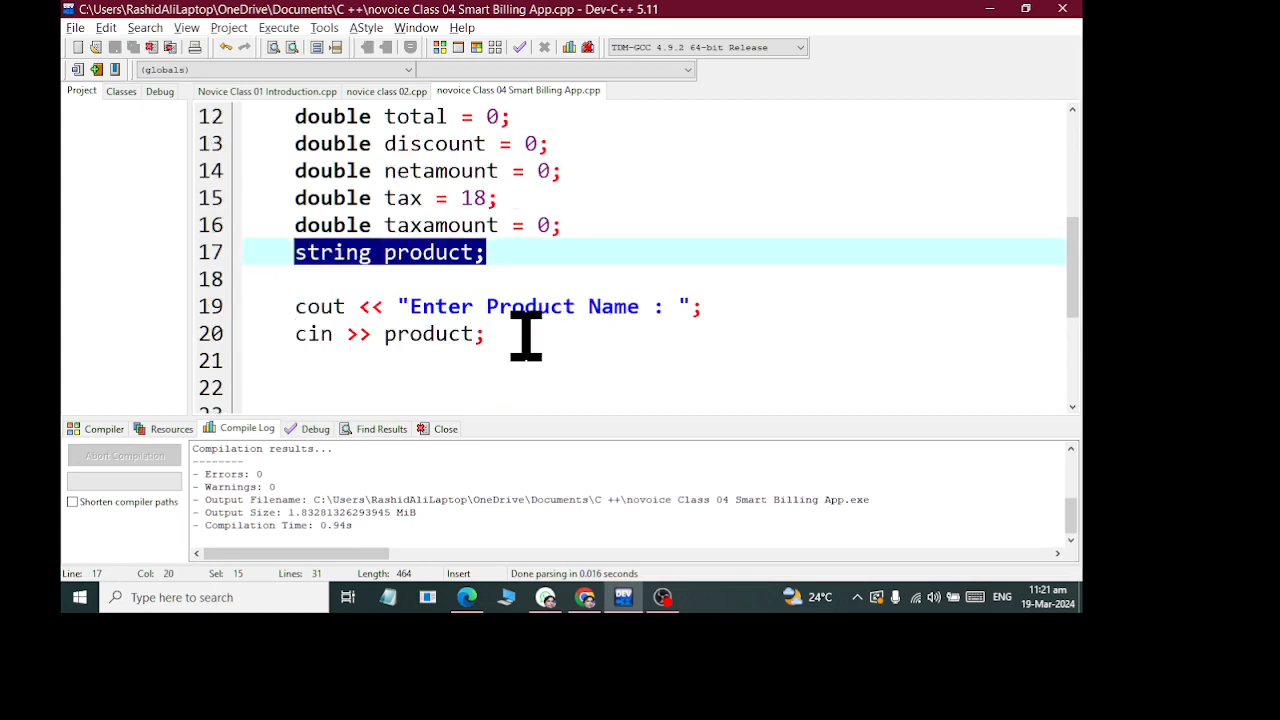 C:\Users\RashidAliLaptop\OneDrive\Documents\C ++\novoice Class 04 Smart Billing App.cpp - Dev-C++ 5.11
File Edit Search View Project Execute Tools AStyle Window Help
TDM-GCC 4.9.2 64-bit Release
(globals)
Project Classes Debug Novice Class 01 Introduction.cpp novice class 02.cpp novoice Class 04 Smart Billing App.cpp
12 double total = 0;
13 double discount = 0;
14 double netamount = 0;
15 double tax = 18;
16 double taxamount = 0;
17 string product;
18
19 cout << "Enter Product Name : ";
20 cin >> product;
21
22
23
Compiler Resources Compile Log Debug Find Results Close
Abort Compilation
Shorten compiler paths
Compilation results...
--------
- Errors: 0
- Warnings: 0
- Output Filename: C:\Users\RashidAliLaptop\OneDrive\Documents\C ++\novoice Class 04 Smart Billing App.exe
- Output Size: 1.83281326293945 MiB
- Compilation Time: 0.94s
Line: 17 Col: 20 Sel: 15 Lines: 31 Length: 464 Insert Done parsing in 0.016 seconds
Type here to search
DEV
24°C
ENG
11:21 am
19-Mar-2024